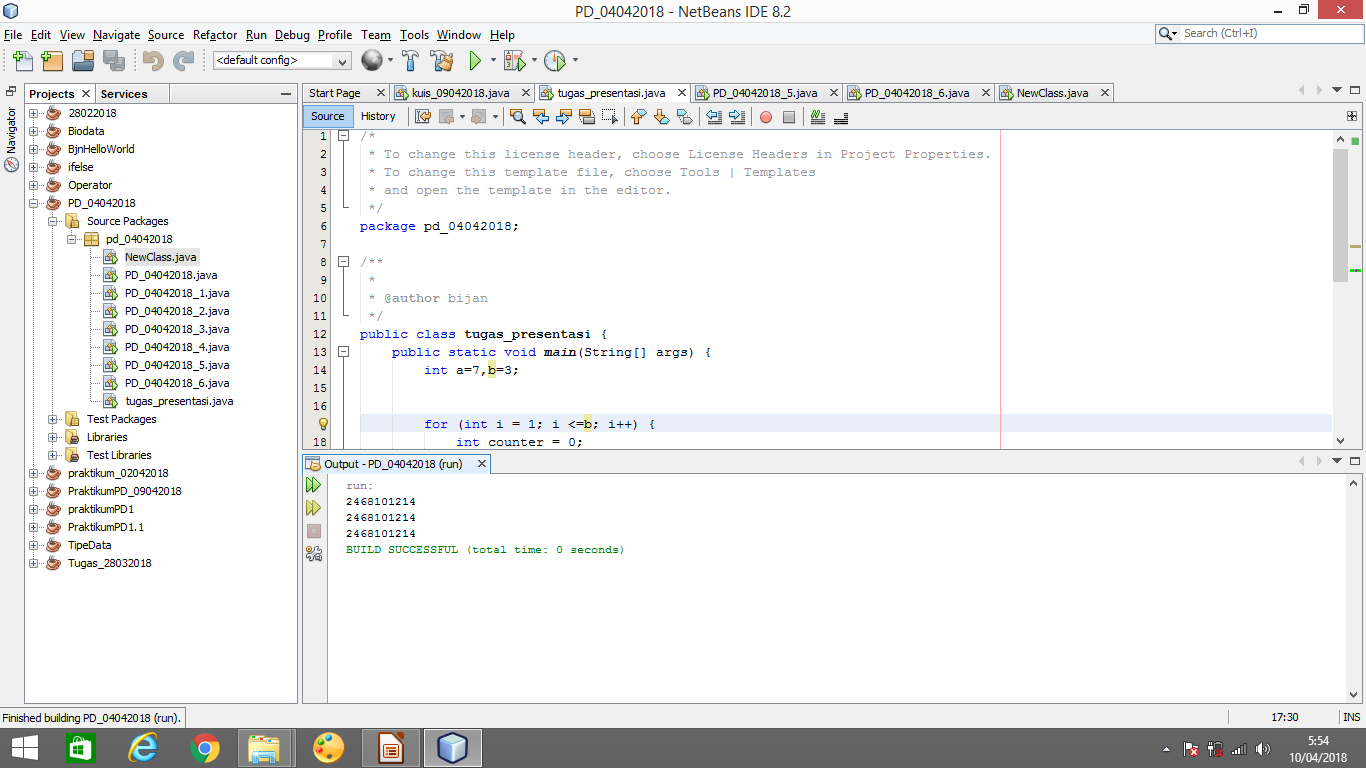 PD_04042018 - NetBeans IDE 8.2
File Edit View Navigate Source Refactor Run Debug Profile Team Tools Window Help
Search (Ctrl+I)
<default config>
Navigator
Projects
Services
28022018
Biodata
BjnHelloWorld
ifelse
Operator
PD_04042018
Source Packages
pd_04042018
NewClass.java
PD_04042018.java
PD_04042018_1.java
PD_04042018_2.java
PD_04042018_3.java
PD_04042018_4.java
PD_04042018_5.java
PD_04042018_6.java
tugas_presentasi.java
Test Packages
Libraries
Test Libraries
praktikum_02042018
PraktikumPD_09042018
praktikumPD1
PraktikumPD1.1
TipeData
Tugas_28032018
Start Page kuis_09042018.java tugas_presentasi.java PD_04042018_5.java PD_04042018_6.java NewClass.java
Source History
1 /*
2 * To change this license header, choose License Headers in Project Properties.
3 * To change this template file, choose Tools | Templates
4 * and open the template in the editor.
5 */
6 package pd_04042018;
7
8 /**
9 *
10 * @author bijan
11 */
12 public class tugas_presentasi {
13 public static void main(String[] args) {
14 int a=7,b=3;
15
16
for (int i = 1; i <=b; i++) {
18 int counter = 0;
Output - PD_04042018 (run)
run:
2468101214
2468101214
2468101214
BUILD SUCCESSFUL (total time: 0 seconds)
Finished building PD_04042018 (run).
17:30 INS
5:54
10/04/2018